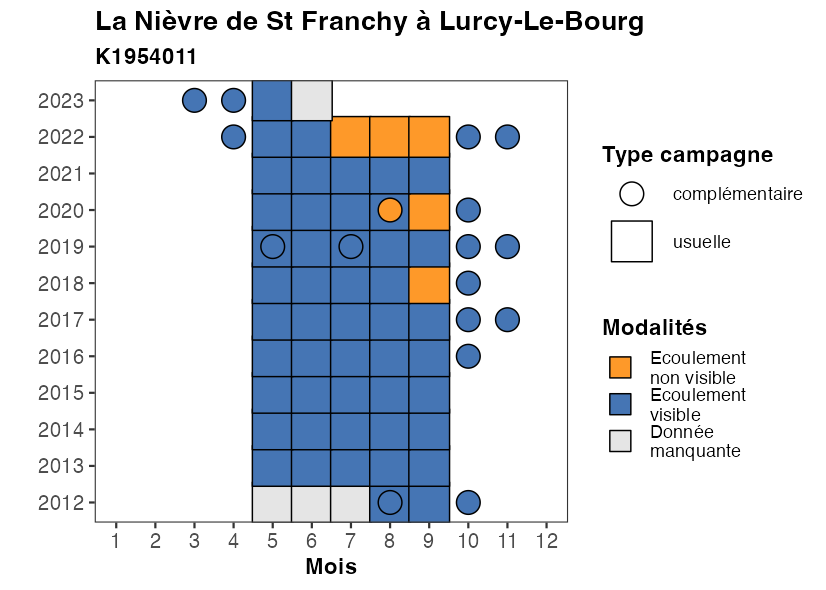 La Nièvre de St Franchy à Lurcy-Le-Bourg
K1954011
2023
2022
2021
2020
2019
2018
2017
2016
2015
2014
2013
2012
1 2 3 4 5 6 7 8 9 10 11 12
Mois
Type campagne
complémentaire
usuelle
Modalités
Ecoulement
non visible
Ecoulement
visible
Donnée
manquante